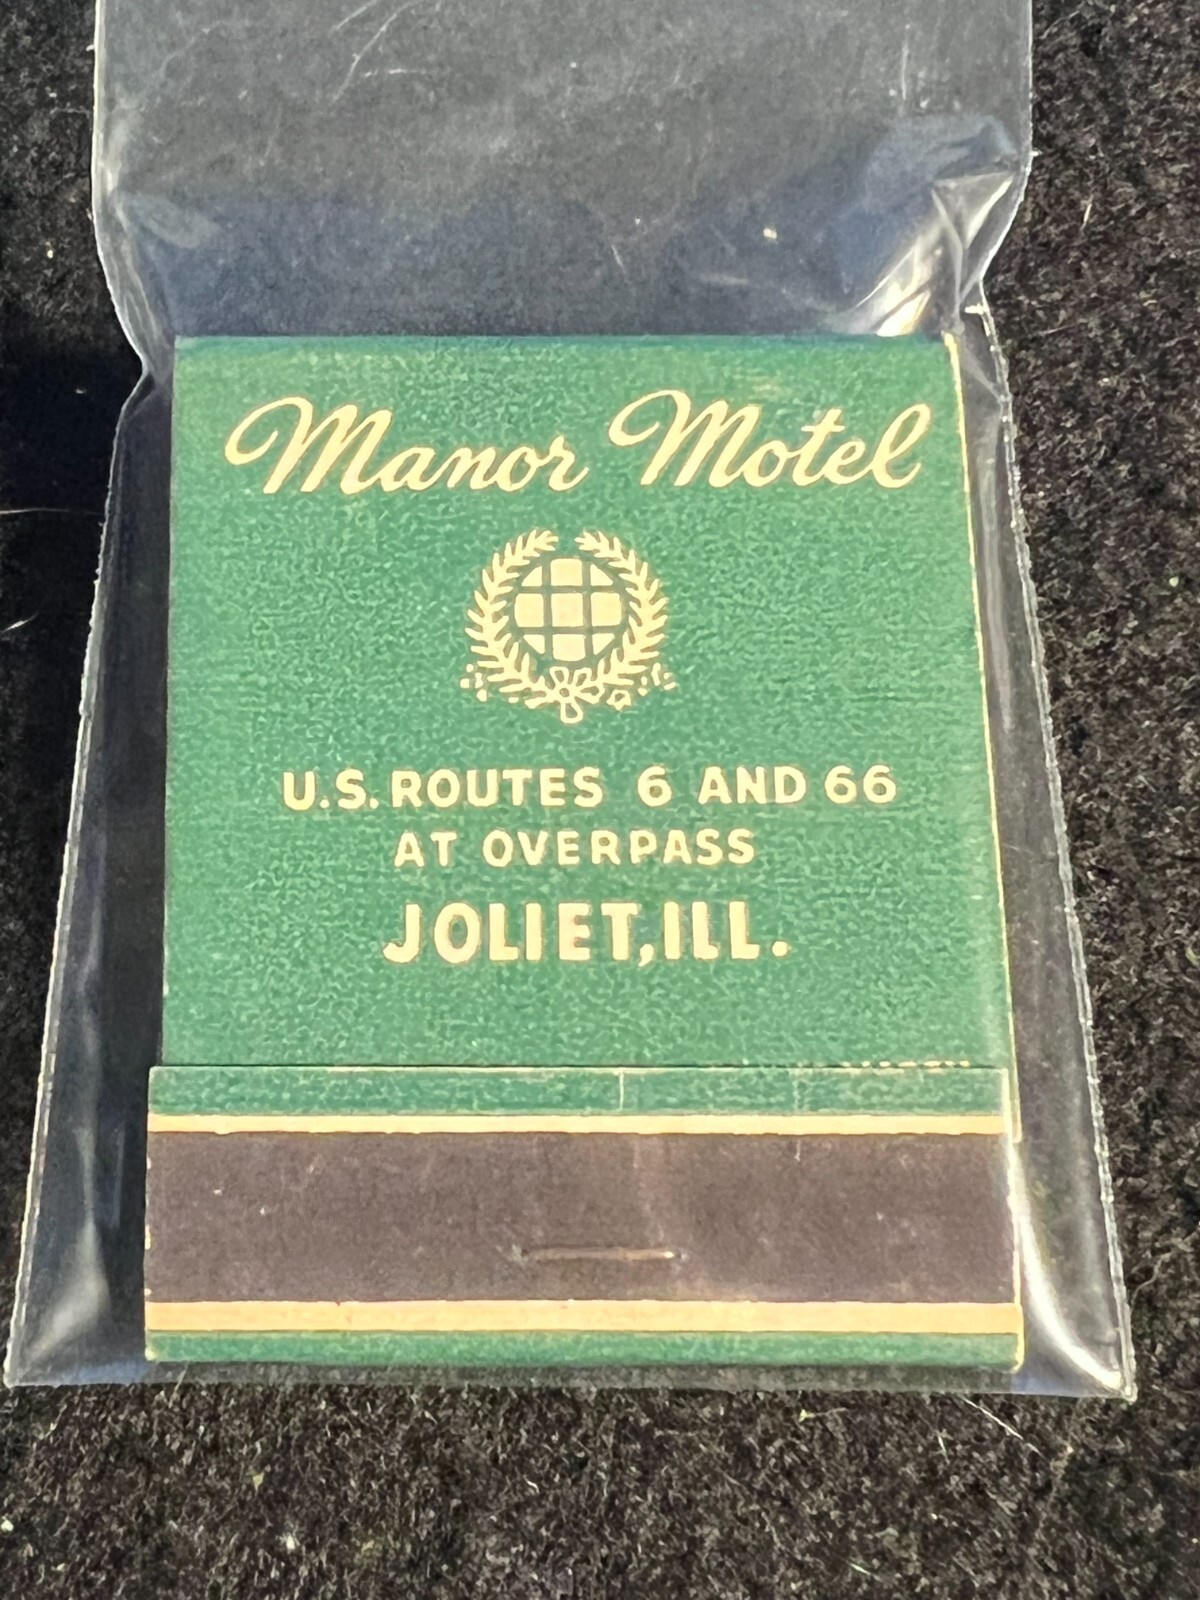 Manor Motel
U.S. ROUTES 6 AND 66
AT OVERPASS
JOLIET, ILL.